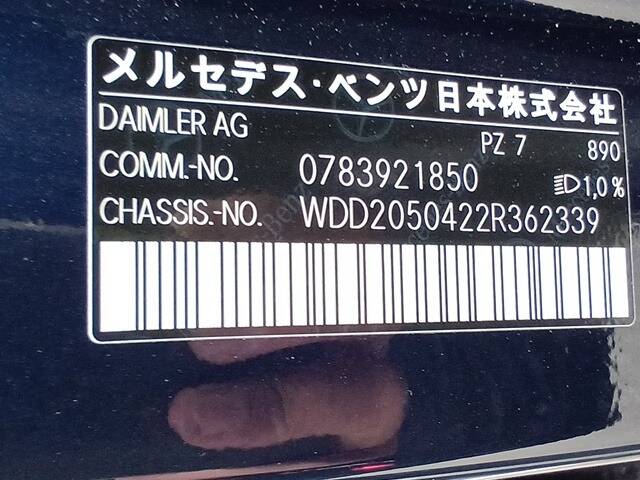 メルセデス・ベンツ日本株式会社
DAIMLER AG
PZ 7 890
COMM.-NO. 0783921850 1,0 %
CHASSIS.-NO. WDD2050422R362339